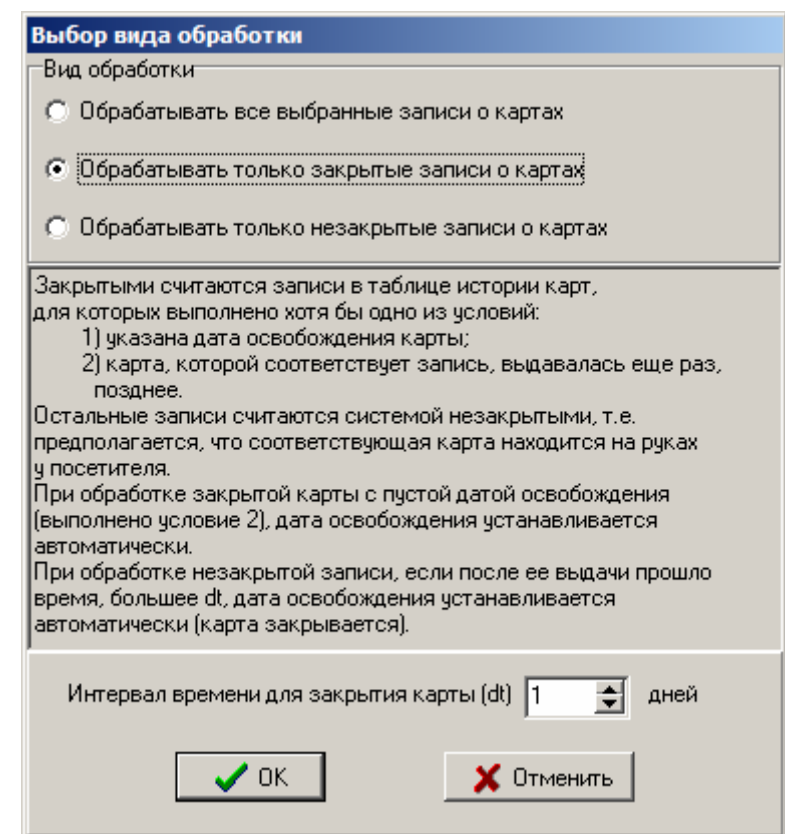 Выбор вида обработки
Вид обработки
Обрабатывать все выбранные записи о картах
Обрабатывать только закрытые записи о картах
Обрабатывать только незакрытые записи о картах
Закрытыми считаются записи в таблице истории карт,
для которых выполнено хотя бы одно из условий:
1) указана дата освобождения карты;
2) карта, которой соответствует запись, выдавалась еще раз,
позднее.
Остальные записи считаются системой незакрытыми, т.е.
предполагается, что соответствующая карта находится на руках
у посетителя.
При обработке закрытой карты с пустой датой освобождения
(выполнено условие 2), дата освобождения устанавливается
автоматически.
При обработке незакрытой записи, если после ее выдачи прошло
время, большее dt, дата освобождения устанавливается
автоматически (карта закрывается).
Интервал времени для закрытия карты (dt) 1 дней
OK Отменить